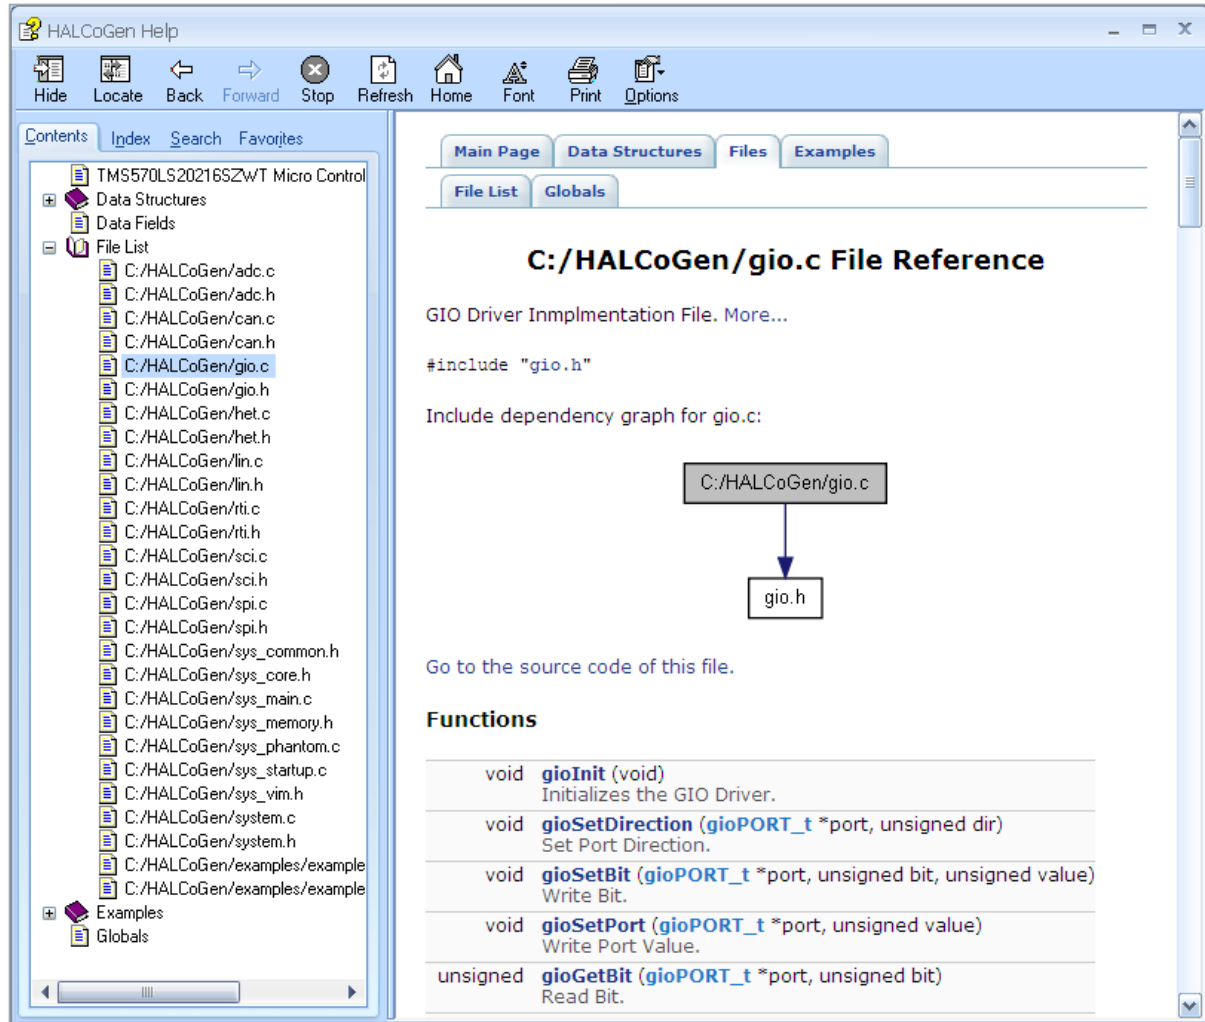 HALCoGen Help
Hide Locate Back Forward Stop Refresh Home Font Print Options
Contents Index Search Favorites
TMS570LS20216SZWT Micro Control
Data Structures
Data Fields
File List
C:/HALCoGen/adc.c
C:/HALCoGen/adc.h
C:/HALCoGen/can.c
C:/HALCoGen/can.h
C:/HALCoGen/gio.c
C:/HALCoGen/gio.h
C:/HALCoGen/het.c
C:/HALCoGen/het.h
C:/HALCoGen/lin.c
C:/HALCoGen/lin.h
C:/HALCoGen/rti.c
C:/HALCoGen/rti.h
C:/HALCoGen/sci.c
C:/HALCoGen/sci.h
C:/HALCoGen/spi.c
C:/HALCoGen/spi.h
C:/HALCoGen/sys_common.h
C:/HALCoGen/sys_core.h
C:/HALCoGen/sys_main.c
C:/HALCoGen/sys_memory.h
C:/HALCoGen/sys_phantom.c
C:/HALCoGen/sys_startup.c
C:/HALCoGen/sys_vim.h
C:/HALCoGen/system.c
C:/HALCoGen/system.h
C:/HALCoGen/examples/example
C:/HALCoGen/examples/example
Examples
Globals
Main Page Data Structures Files Examples
File List Globals
C:/HALCoGen/gio.c File Reference
GIO Driver Inmplmentation File. More...
#include "gio.h"
Include dependency graph for gio.c:
C:/HALCoGen/gio.c
gio.h
Go to the source code of this file.
Functions
void gioInit (void)
Initializes the GIO Driver.
void gioSetDirection (gioPORT_t *port, unsigned dir)
Set Port Direction.
void gioSetBit (gioPORT_t *port, unsigned bit, unsigned value)
Write Bit.
void gioSetPort (gioPORT_t *port, unsigned value)
Write Port Value.
unsigned gioGetBit (gioPORT_t *port, unsigned bit)
Read Bit.